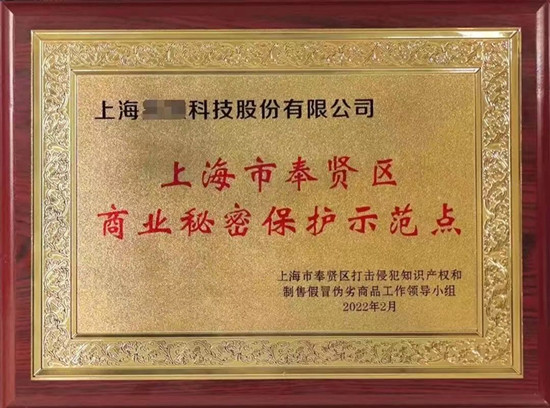 上海科技股份有限公司
上海市奉贤区
商业秘密保护示范点
上海市奉贤区打击侵犯知识产权和
制售假冒伪劣商品工作领导小组
2022年2月